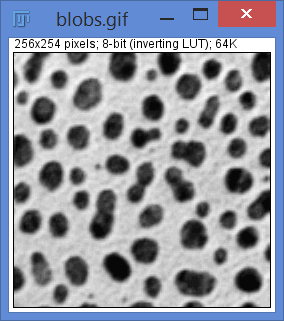 blobs.gif
256x254 pixels; 8-bit (inverting LUT); 64K